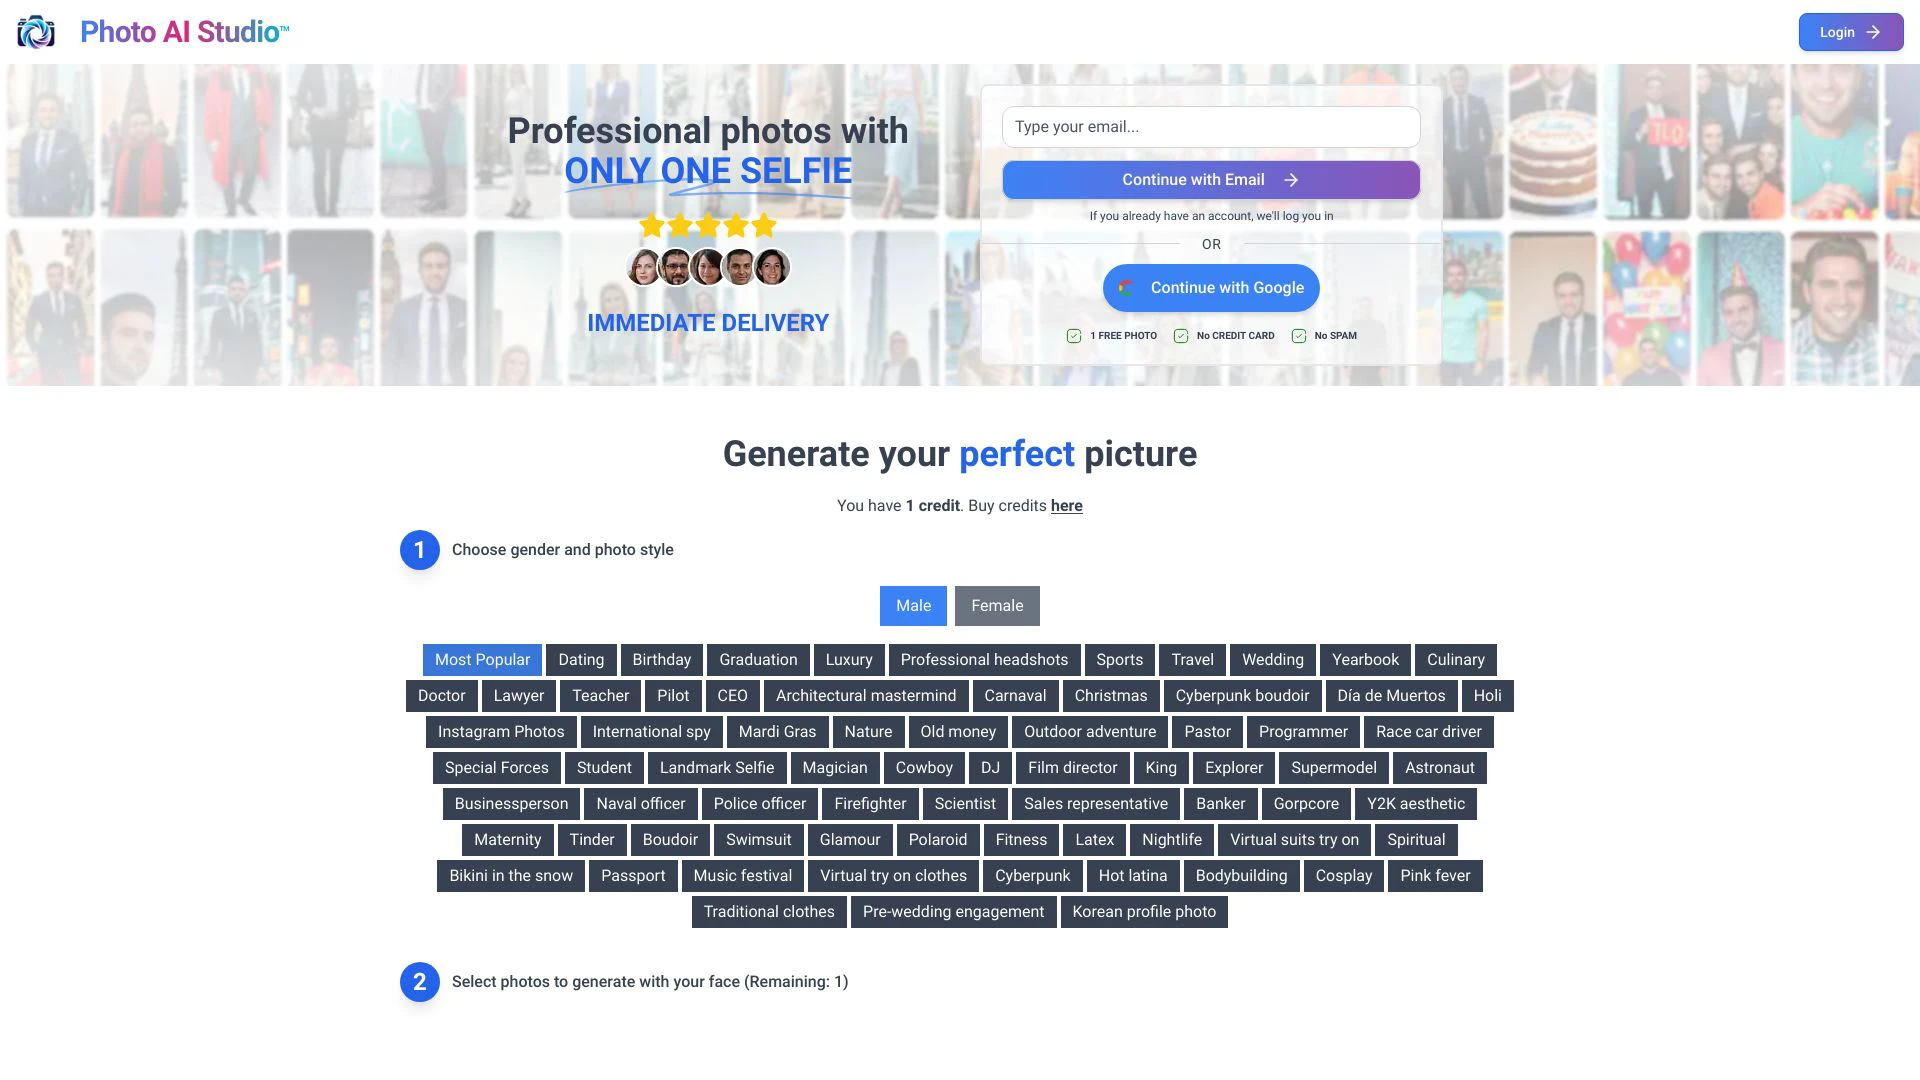 Photo AI Studio™
Login
Professional photos with
ONLY ONE SELFIE
IMMEDIATE DELIVERY
Type your email...
Continue with Email
If you already have an account, we'll log you in
OR
Continue with Google
1 FREE PHOTO No CREDIT CARD No SPAM
Generate your perfect picture
You have 1 credit. Buy credits here
1 Choose gender and photo style
Male Female
Most Popular Dating Birthday Graduation Luxury Professional headshots Sports Travel Wedding Yearbook Culinary
Doctor Lawyer Teacher Pilot CEO Architectural mastermind Carnaval Christmas Cyberpunk boudoir Día de Muertos Holi
Instagram Photos International spy Mardi Gras Nature Old money Outdoor adventure Pastor Programmer Race car driver
Special Forces Student Landmark Selfie Magician Cowboy DJ Film director King Explorer Supermodel Astronaut
Businessperson Naval officer Police officer Firefighter Scientist Sales representative Banker Gorpcore Y2K aesthetic
Maternity Tinder Boudoir Swimsuit Glamour Polaroid Fitness Latex Nightlife Virtual suits try on Spiritual
Bikini in the snow Passport Music festival Virtual try on clothes Cyberpunk Hot latina Bodybuilding Cosplay Pink fever
Traditional clothes Pre-wedding engagement Korean profile photo
2 Select photos to generate with your face (Remaining: 1)